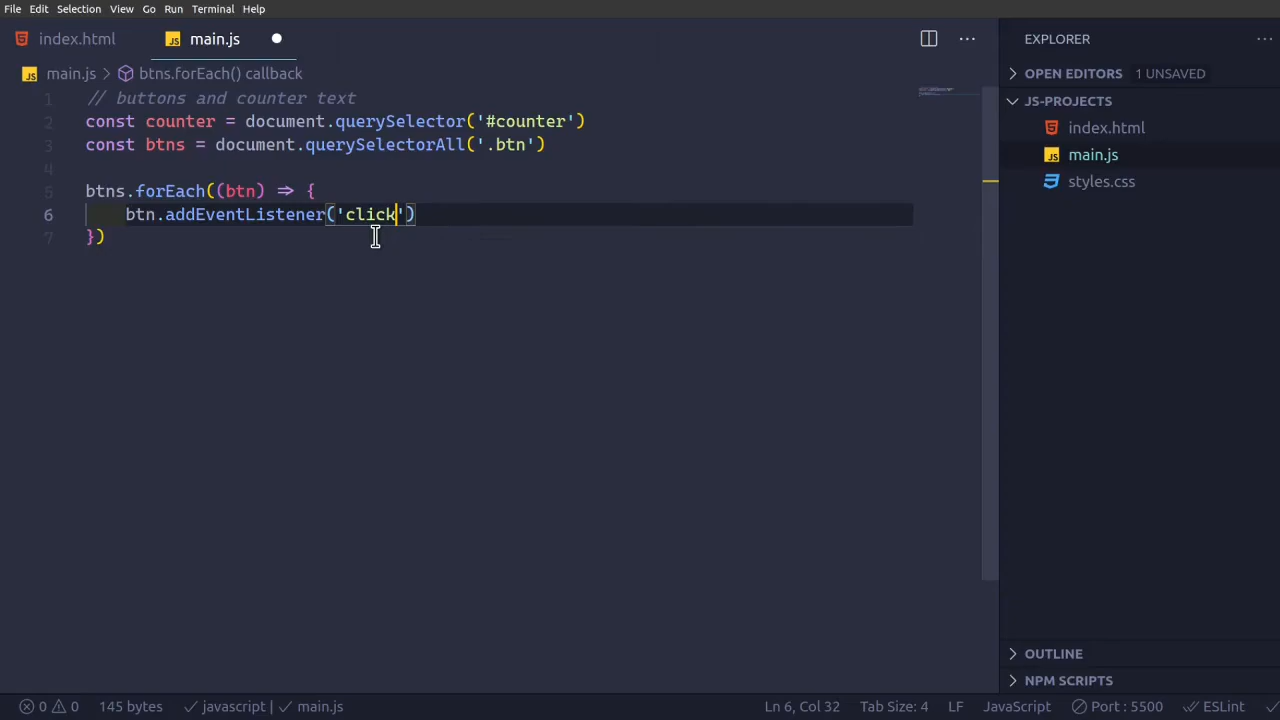 File Edit Selection View Go Run Terminal Help
index.html JS main.js
JS main.js > btns.forEach() callback
1 // buttons and counter text
2 const counter = document.querySelector('#counter')
3 const btns = document.querySelectorAll('.btn')
4
5 btns.forEach((btn) => {
6 btn.addEventListener('click')
7 })
EXPLORER
OPEN EDITORS 1 UNSAVED
JS-PROJECTS
index.html
JS main.js
styles.css
OUTLINE
NPM SCRIPTS
0 0 145 bytes javascript | main.js Ln 6, Col 32 Tab Size: 4 LF JavaScript Port : 5500 ESLint